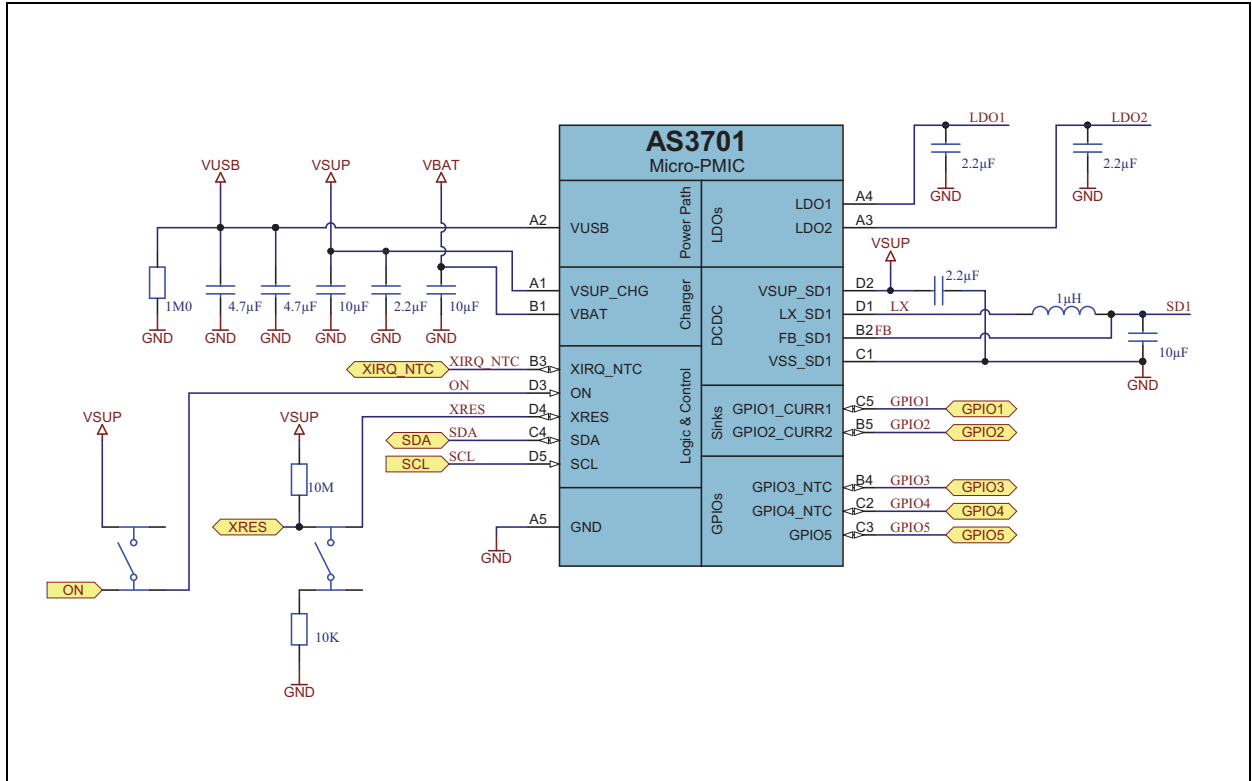 AS3701
Micro-PMIC
LDO1
LDO2
2.2µF
2.2µF
GND
GND
VUSB
VSUP
VBAT
Power Path
LDOs
A2
VUSB
LDO1
A4
LDO2
A3
VSUP
1M0
4.7µF
4.7µF
10µF
2.2µF
10µF
GND
GND
GND
GND
GND
GND
A1
VSUP_CHG
B1
VBAT
Charger
DCDC
VSUP_SD1
D2
2.2µF
LX_SD1
D1
LX
1µH
SD1
FB_SD1
B2
FB
VSS_SD1
C1
10µF
GND
XIRQ_NTC
XIRQ_NTC
B3
XIRQ_NTC
ON
D3
ON
XRES
D4
XRES
SDA
SDA
C4
SDA
SCL
SCL
D5
SCL
Logic & Control
Sinks
GPIO1_CURR1
C5
GPIO1
GPIO1
GPIO2_CURR2
B5
GPIO2
GPIO2
GPIOs
GPIO3_NTC
B4
GPIO3
GPIO3
GPIO4_NTC
C2
GPIO4
GPIO4
GPIO5
C3
GPIO5
GPIO5
A5
GND
GND
VSUP
VSUP
10M
XRES
ON
10K
GND